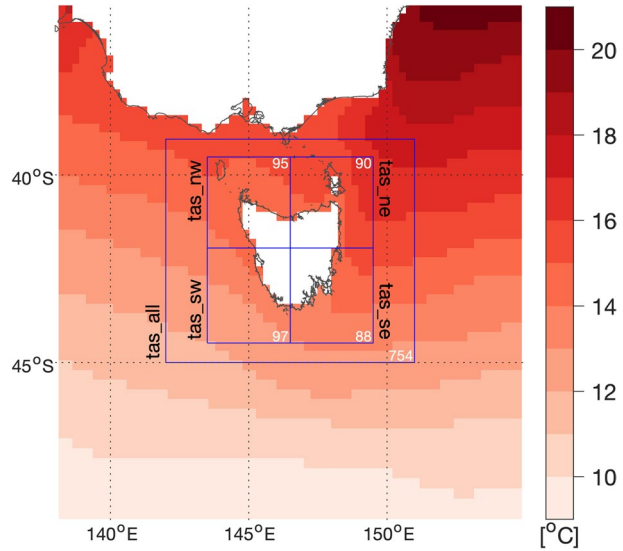 20
18
16
14
12
10
[°C]
40°S
45°S
140°E
145°E
150°E
tas_nw
tas_ne
tas_sw
tas_se
tas_all
95
90
97
88
754